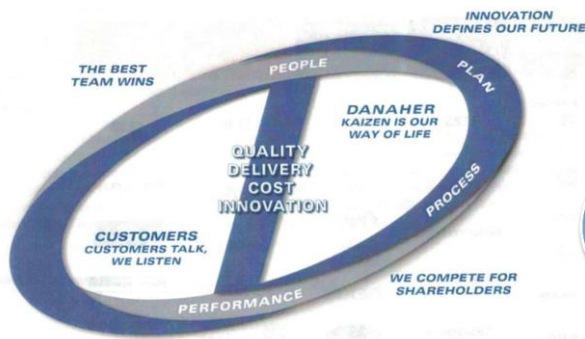 INNOVATION
DEFINES OUR FUTURE
THE BEST
TEAM WINS
PEOPLE
PLAN
DANAHER
KAIZEN IS OUR
WAY OF LIFE
QUALITY
DELIVERY
COST
INNOVATION
PROCESS
CUSTOMERS
CUSTOMERS TALK,
WE LISTEN
WE COMPETE FOR
SHAREHOLDERS
PERFORMANCE